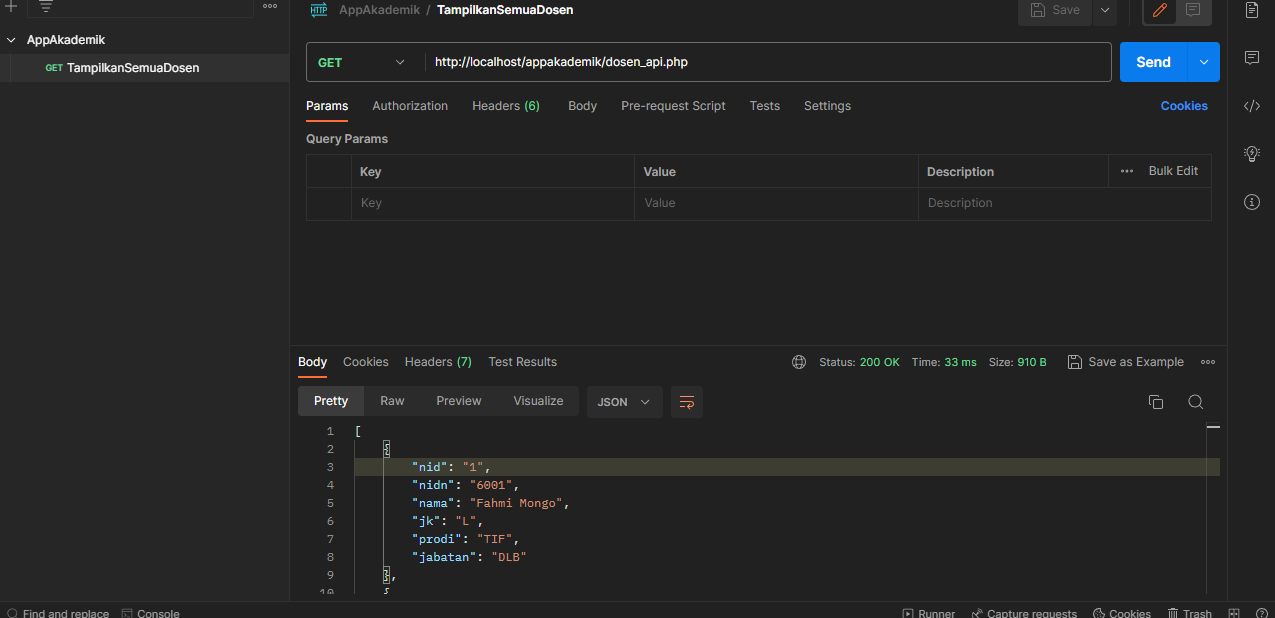 HTTP AppAkademik / TampilkanSemuaDosen Save
AppAkademik
GET TampilkanSemuaDosen
GET http://localhost/appakademik/dosen_api.php Send
Params Authorization Headers (6) Body Pre-request Script Tests Settings Cookies
Query Params
Key Value Description Bulk Edit
Key Value Description
Body Cookies Headers (7) Test Results Status: 200 OK Time: 33 ms Size: 910 B Save as Example
Pretty Raw Preview Visualize JSON
1 [
2 {
3 "nid": "1",
4 "nidn": "6001",
5 "nama": "Fahmi Mongo",
6 "jk": "L",
7 "prodi": "TIF",
8 "jabatan": "DLB"
9 },
10 {
Find and replace Console Runner Capture requests Cookies Trash